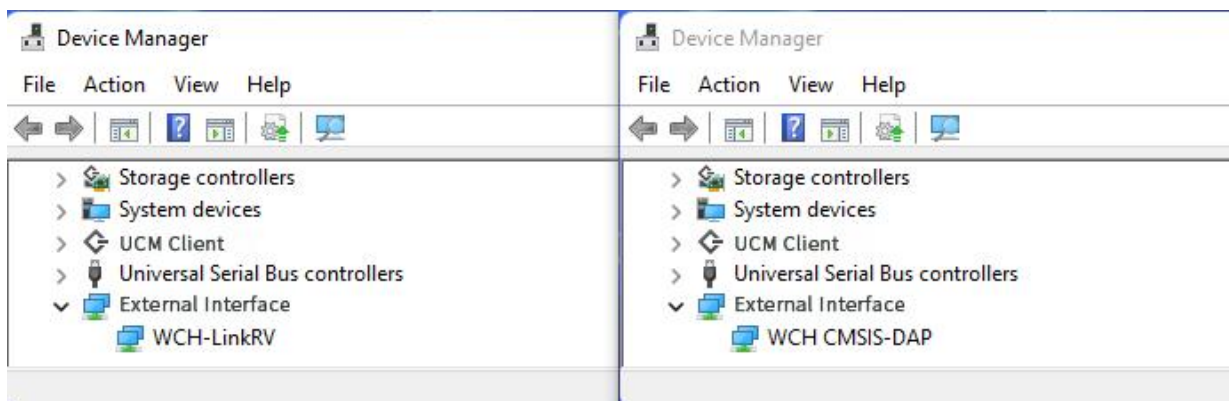 Device Manager
File Action View Help
Storage controllers
System devices
UCM Client
Universal Serial Bus controllers
External Interface
WCH-LinkRV
Device Manager
File Action View Help
Storage controllers
System devices
UCM Client
Universal Serial Bus controllers
External Interface
WCH CMSIS-DAP